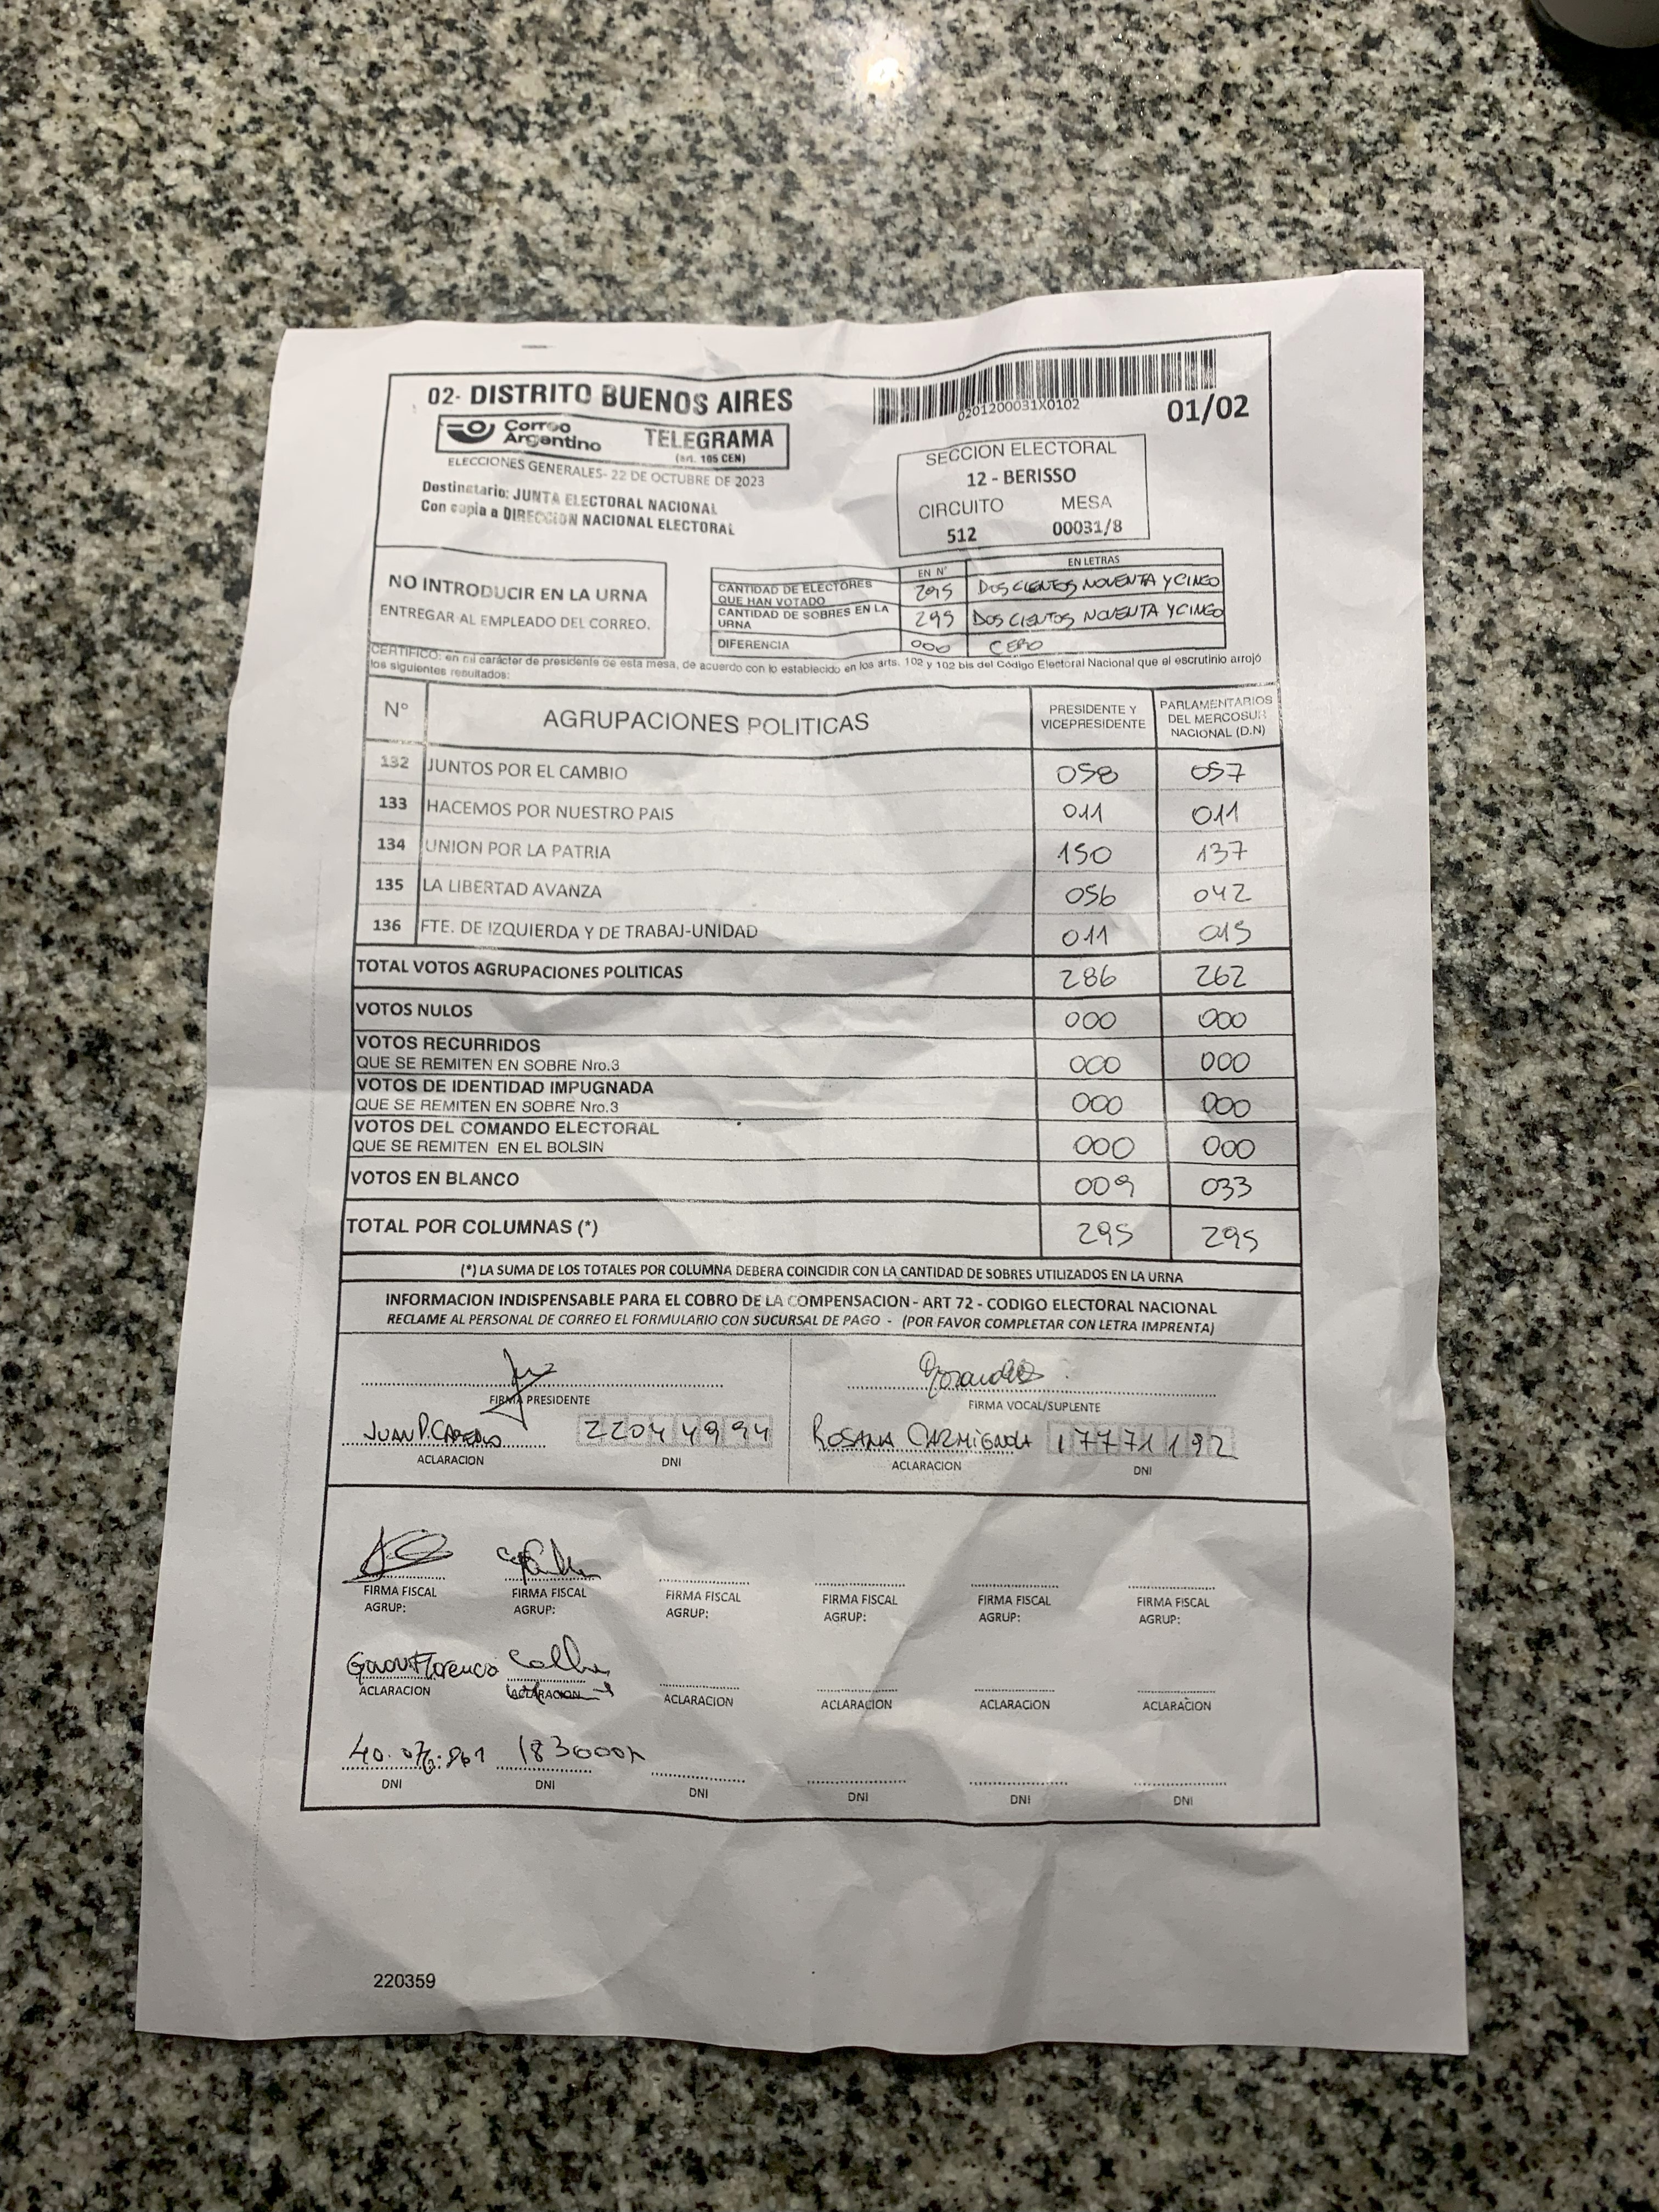 02- DISTRITO BUENOS AIRES
0201200031X0102
01/02
Correo Argentino
TELEGRAMA
(art. 105 CEN)
ELECCIONES GENERALES- 22 DE OCTUBRE DE 2023
Destinatario: JUNTA ELECTORAL NACIONAL
Con copia a DIRECCION NACIONAL ELECTORAL
SECCION ELECTORAL
12 - BERISSO
CIRCUITO MESA
512 00031/8
NO INTRODUCIR EN LA URNA
ENTREGAR AL EMPLEADO DEL CORREO.
EN N° EN LETRAS
CANTIDAD DE ELECTORES QUE HAN VOTADO 295 DOS CIENTOS NOVENTA Y CINCO
CANTIDAD DE SOBRES EN LA URNA 295 DOS CIENTOS NOVENTA Y CINCO
DIFERENCIA 000 CERO
CERTIFICO: en mi carácter de presidente de esta mesa, de acuerdo con lo establecido en los arts. 102 y 102 bis del Código Electoral Nacional que al escrutinio arrojó
los siguientes resultados:
N° AGRUPACIONES POLITICAS PRESIDENTE Y VICEPRESIDENTE PARLAMENTARIOS DEL MERCOSUR NACIONAL (D.N)
132 JUNTOS POR EL CAMBIO 058 057
133 HACEMOS POR NUESTRO PAIS 011 011
134 UNION POR LA PATRIA 150 137
135 LA LIBERTAD AVANZA 056 042
136 FTE. DE IZQUIERDA Y DE TRABAJ-UNIDAD 011 015
TOTAL VOTOS AGRUPACIONES POLITICAS 286 262
VOTOS NULOS 000 000
VOTOS RECURRIDOS
QUE SE REMITEN EN SOBRE Nro.3 000 000
VOTOS DE IDENTIDAD IMPUGNADA
QUE SE REMITEN EN SOBRE Nro.3 000 000
VOTOS DEL COMANDO ELECTORAL
QUE SE REMITEN EN EL BOLSIN 000 000
VOTOS EN BLANCO 009 033
TOTAL POR COLUMNAS (*) 295 295
(*) LA SUMA DE LOS TOTALES POR COLUMNA DEBERA COINCIDIR CON LA CANTIDAD DE SOBRES UTILIZADOS EN LA URNA
INFORMACION INDISPENSABLE PARA EL COBRO DE LA COMPENSACION - ART 72 - CODIGO ELECTORAL NACIONAL
RECLAME AL PERSONAL DE CORREO EL FORMULARIO CON SUCURSAL DE PAGO - (POR FAVOR COMPLETAR CON LETRA IMPRENTA)
FIRMA PRESIDENTE FIRMA VOCAL/SUPLENTE
JUAN P. 22044994 ROSANA 17771192
ACLARACION DNI ACLARACION DNI
FIRMA FISCAL FIRMA FISCAL FIRMA FISCAL FIRMA FISCAL FIRMA FISCAL FIRMA FISCAL
AGRUP: AGRUP: AGRUP: AGRUP: AGRUP: AGRUP:
ACLARACION ACLARACION ACLARACION ACLARACION ACLARACION ACLARACION
DNI DNI DNI DNI DNI DNI
220359